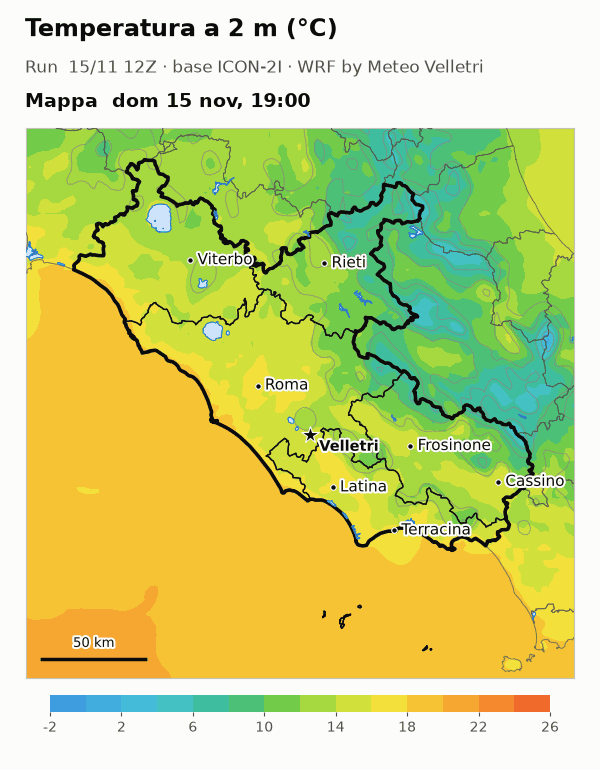 Temperatura a 2 m (°C)
Run  15/11 12Z · base ICON-2I · WRF by Meteo Velletri
Mappa  dom 15 nov, 19:00
Viterbo
Rieti
Roma
Velletri
Frosinone
Cassino
Latina
Terracina
50 km
-2 2 6 10 14 18 22 26